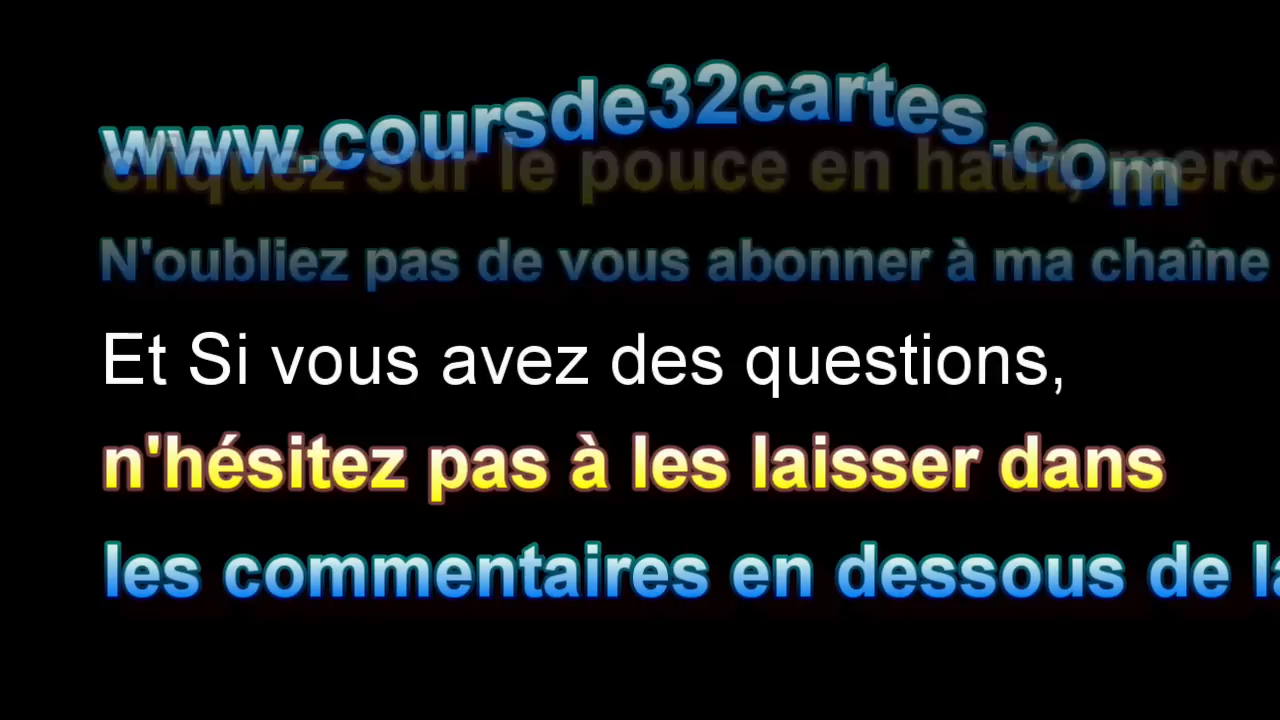 www.coursde32cartes.com
cliquez sur le pouce en haut, merc
N'oubliez pas de vous abonner à ma chaîne
Et Si vous avez des questions,
n'hésitez pas à les laisser dans
les commentaires en dessous de la